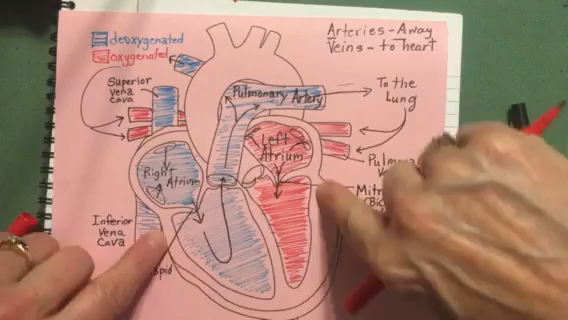 deoxygenated
oxygenated
Arteries - Away
Veins - to heart
Superior
Vena
Cava
Pulmonary Artery
To the
Lung
Left
Atrium
Right
Inferior
Vena
Cava